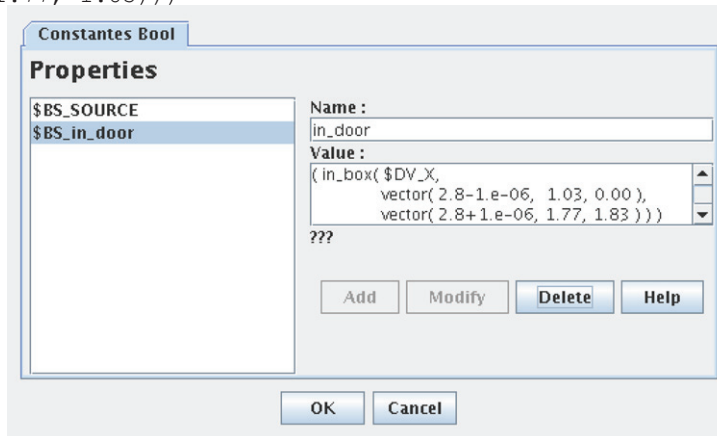 Constantes Bool
Properties
$BS_SOURCE
$BS_in_door
Name :
in_door
Value :
( in_box( $DV_X,
vector( 2.8-1.e-06, 1.03, 0.00 ),
vector( 2.8+1.e-06, 1.77, 1.83 ) ) )
???
Add Modify Delete Help
OK Cancel